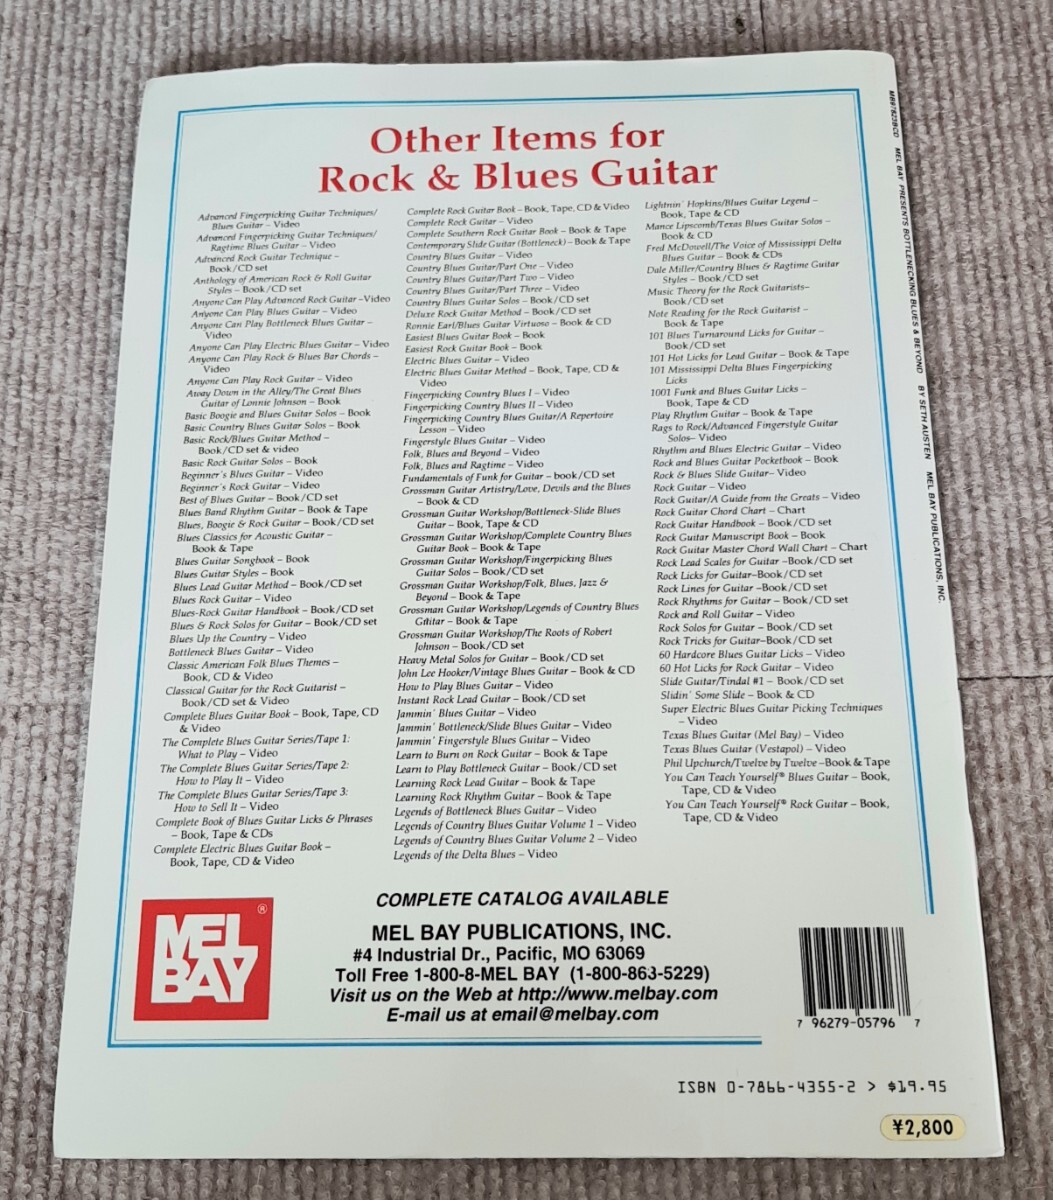 Other Items for
Rock & Blues Guitar
Advanced Fingerpicking Guitar Techniques/
Blues Guitar – Video
Advanced Fingerpicking Guitar Techniques/
Ragtime Blues Guitar – Video
Advanced Rock Guitar Technique –
Book/CD set
Anthology of American Rock & Roll Guitar
Styles – Book/CD set
Anyone Can Play Advanced Rock Guitar –Video
Anyone Can Play Blues Guitar – Video
Anyone Can Play Bottleneck Blues Guitar –
Video
Anyone Can Play Electric Blues Guitar – Video
Anyone Can Play Rock & Blues Bar Chords –
Video
Anyone Can Play Rock Guitar – Video
Away Down in the Alley/The Great Blues
Guitar of Lonnie Johnson – Book
Basic Boogie and Blues Guitar Solos – Book
Basic Country Blues Guitar Solos – Book
Basic Rock/Blues Guitar Method –
Book/CD set & video
Basic Rock Guitar Solos – Book
Beginner's Blues Guitar – Video
Beginner's Rock Guitar – Video
Best of Blues Guitar – Book/CD set
Blues Band Rhythm Guitar – Book & Tape
Blues, Boogie & Rock Guitar – Book/CD set
Blues Classics for Acoustic Guitar –
Book & Tape
Blues Guitar Songbook – Book
Blues Guitar Styles – Book
Blues Lead Guitar Method – Book/CD set
Blues Rock Guitar – Video
Blues-Rock Guitar Handbook – Book/CD set
Blues & Rock Solos for Guitar – Book/CD set
Blues Up the Country – Video
Bottleneck Blues Guitar – Video
Classic American Folk Blues Themes –
Book, CD & Video
Classical Guitar for the Rock Guitarist –
Book/CD set & Video
Complete Blues Guitar Book – Book, Tape, CD
& Video
The Complete Blues Guitar Series/Tape 1:
What to Play – Video
The Complete Blues Guitar Series/Tape 2:
How to Play It – Video
The Complete Blues Guitar Series/Tape 3:
How to Sell It – Video
Complete Book of Blues Guitar Licks & Phrases
– Book, Tape & CDs
Complete Electric Blues Guitar Book –
Book, Tape, CD & Video
Complete Rock Guitar Book – Book, Tape, CD & Video
Complete Rock Guitar – Video
Complete Southern Rock Guitar Book – Book & Tape
Contemporary Slide Guitar (Bottleneck) – Book & Tape
Country Blues Guitar – Video
Country Blues Guitar/Part One – Video
Country Blues Guitar/Part Two – Video
Country Blues Guitar/Part Three – Video
Country Blues Guitar Solos – Book/CD set
Deluxe Rock Guitar Method – Book/CD set
Ronnie Earl/Blues Guitar Virtuoso – Book & CD
Easiest Blues Guitar Book – Book
Easiest Rock Guitar Book – Book
Electric Blues Guitar – Video
Electric Blues Guitar Method – Book, Tape, CD &
Video
Fingerpicking Country Blues I – Video
Fingerpicking Country Blues II – Video
Fingerpicking Country Blues Guitar/A Repertoire
Lesson – Video
Fingerstyle Blues Guitar – Video
Folk, Blues and Beyond – Video
Folk, Blues and Ragtime – Video
Fundamentals of Funk for Guitar – book/CD set
Grossman Guitar Artistry/Love, Devils and the Blues
– Book & CD
Grossman Guitar Workshop/Bottleneck-Slide Blues
Guitar – Book, Tape & CD
Grossman Guitar Workshop/Complete Country Blues
Guitar Book – Book & Tape
Grossman Guitar Workshop/Fingerpicking Blues
Guitar Solos – Book/CD set
Grossman Guitar Workshop/Folk, Blues, Jazz &
Beyond – Book & Tape
Grossman Guitar Workshop/Legends of Country Blues
Gititar – Book & Tape
Grossman Guitar Workshop/The Roots of Robert
Johnson – Book/CD set
Heavy Metal Solos for Guitar – Book/CD set
John Lee Hooker/Vintage Blues Guitar – Book & CD
How to Play Blues Guitar – Video
Instant Rock Lead Guitar – Book/CD set
Jammin' Blues Guitar – Video
Jammin' Bottleneck/Slide Blues Guitar – Video
Jammin' Fingerstyle Blues Guitar – Video
Learn to Burn on Rock Guitar – Book & Tape
Learn to Play Bottleneck Guitar – Book/CD set
Learning Rock Lead Guitar – Book & Tape
Learning Rock Rhythm Guitar – Book & Tape
Legends of Bottleneck Blues Guitar – Video
Legends of Country Blues Guitar Volume 1 – Video
Legends of Country Blues Guitar Volume 2 – Video
Legends of the Delta Blues – Video
Lightnin' Hopkins/Blues Guitar Legend –
Book, Tape & CD
Mance Lipscomb/Texas Blues Guitar Solos –
Book & CD
Fred McDowell/The Voice of Mississippi Delta
Blues Guitar – Book & CDs
Dale Miller/Country Blues & Ragtime Guitar
Styles – Book/CD set
Music Theory for the Rock Guitarists–
Book/CD set
Note Reading for the Rock Guitarist –
Book & Tape
101 Blues Turnaround Licks for Guitar –
Book/CD set
101 Hot Licks for Lead Guitar – Book & Tape
101 Mississippi Delta Blues Fingerpicking
Licks
1001 Funk and Blues Guitar Licks –
Book, Tape & CD
Play Rhythm Guitar – Book & Tape
Rags to Rock/Advanced Fingerstyle Guitar
Solos– Video
Rhythm and Blues Electric Guitar – Video
Rock and Blues Guitar Pocketbook – Book
Rock & Blues Slide Guitar– Video
Rock Guitar – Video
Rock Guitar/A Guide from the Greats – Video
Rock Guitar Chord Chart – Chart
Rock Guitar Handbook – Book/CD set
Rock Guitar Manuscript Book – Book
Rock Guitar Master Chord Wall Chart – Chart
Rock Lead Scales for Guitar –Book/CD set
Rock Licks for Guitar–Book/CD set
Rock Lines for Guitar –Book/CD set
Rock Rhythms for Guitar – Book/CD set
Rock and Roll Guitar – Video
Rock Solos for Guitar – Book/CD set
Rock Tricks for Guitar–Book/CD set
60 Hardcore Blues Guitar Licks – Video
60 Hot Licks for Rock Guitar – Video
Slide Guitar/Tindal #1 – Book/CD set
Slidin' Some Slide – Book & CD
Super Electric Blues Guitar Picking Techniques
– Video
Texas Blues Guitar (Mel Bay) – Video
Texas Blues Guitar (Vestapol) – Video
Phil Upchurch/Twelve by Twelve –Book & Tape
You Can Teach Yourself® Blues Guitar – Book,
Tape, CD & Video
You Can Teach Yourself® Rock Guitar – Book,
Tape, CD & Video
MB97823BCD MEL BAY PRESENTS BOTTLENECKING BLUES & BEYOND BY SETH AUSTEN MEL BAY PUBLICATIONS, INC.
COMPLETE CATALOG AVAILABLE
MEL BAY PUBLICATIONS, INC.
#4 Industrial Dr., Pacific, MO 63069
Toll Free 1-800-8-MEL BAY (1-800-863-5229)
Visit us on the Web at http://www.melbay.com
E-mail us at email@melbay.com
MEL
BAY
®
7 96279-05796 7
ISBN 0-7866-4355-2 > $19.95
¥2,800